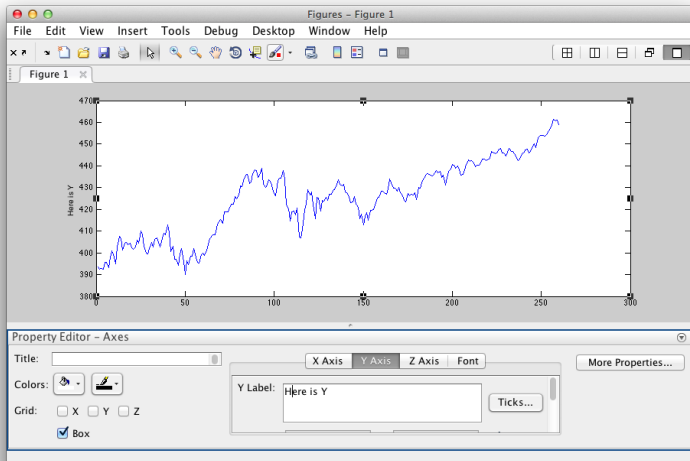 Figures - Figure 1
File Edit View Insert Tools Debug Desktop Window Help
Figure 1
470
460
450
440
430
420
410
400
390
380
Here is Y
0 50 100 150 200 250 300
Property Editor - Axes
Title:
X Axis Y Axis Z Axis Font
More Properties...
Colors:
Y Label: Here is Y
Ticks...
Grid: X Y Z
Box